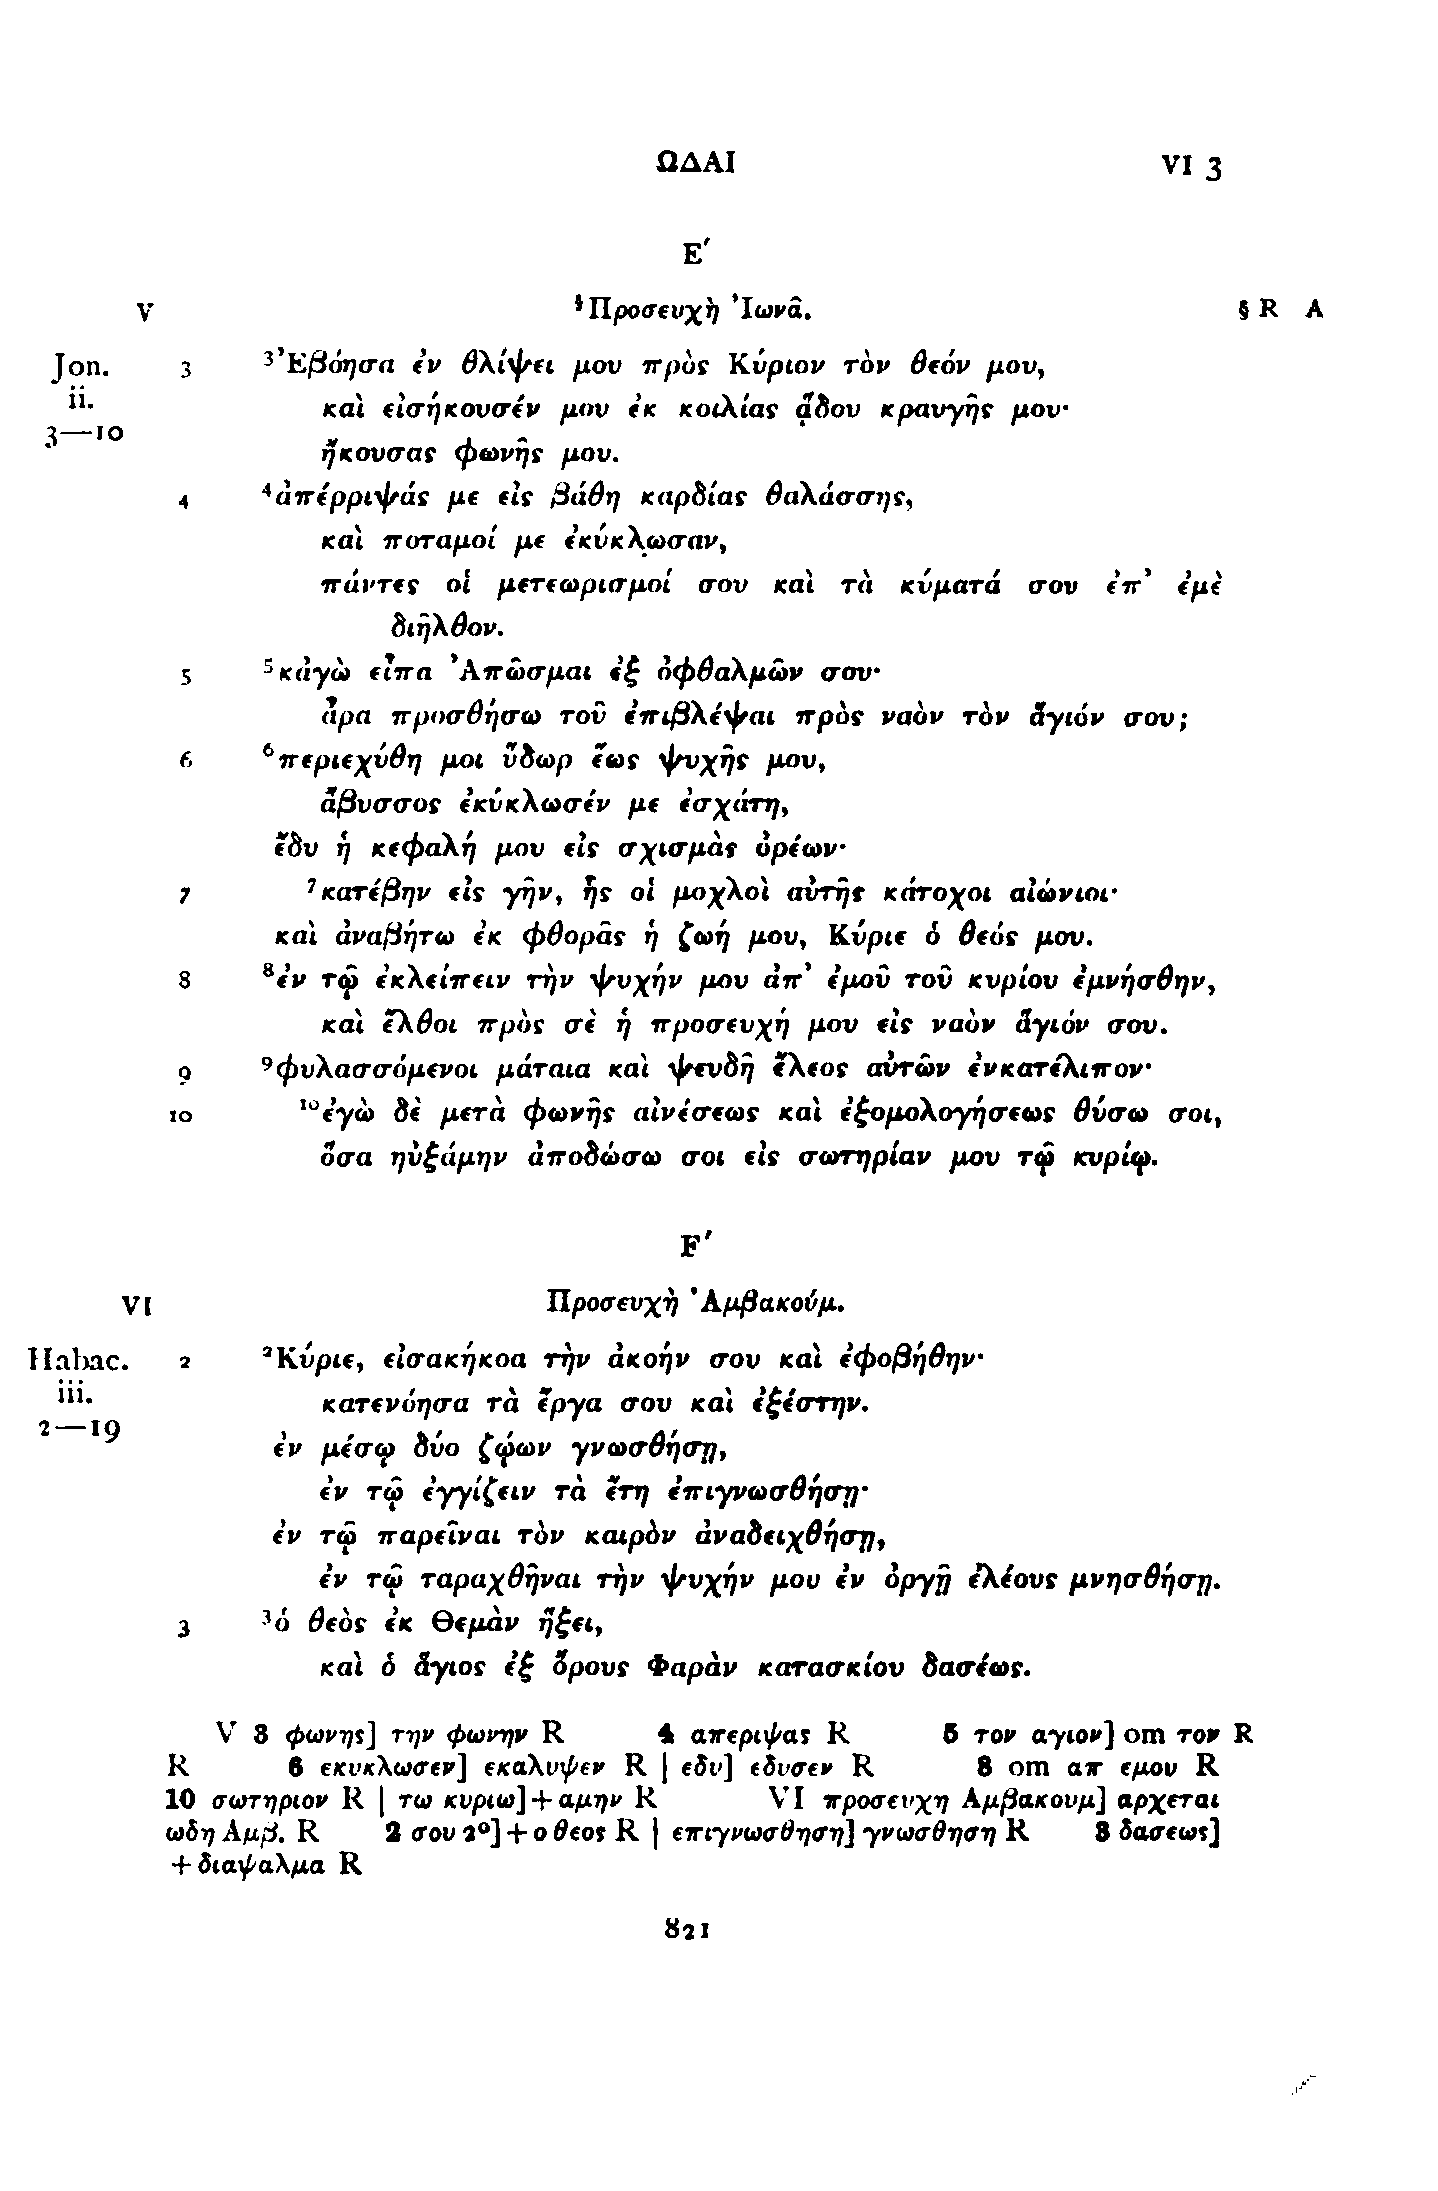 ΩΔΑΙ VI 3
Ε′
V §Προσευχὴ Ἰωνᾶ. § R A
Jon. 3 ³Ἐβόησα ἐν θλίψει μου πρὸς Κύριον τὸν θεόν μου,
ii. καὶ εἰσήκουσέν μου ἐκ κοιλίας ᾅδου κραυγῆς μου·
3—10 ἤκουσας φωνῆς μου.
4 ⁴ἀπέρριψάς με εἰς βάθη καρδίας θαλάσσης,
καὶ ποταμοί με ἐκύκλωσαν,
πάντες οἱ μετεωρισμοί σου καὶ τὰ κύματά σου ἐπ’ ἐμὲ
διῆλθον.
5 ⁵κἀγὼ εἶπα Ἀπῶσμαι ἐξ ὀφθαλμῶν σου·
ἆρα προσθήσω τοῦ ἐπιβλέψαι πρὸς ναὸν τὸν ἅγιόν σου;
6 ⁶περιεχύθη μοι ὕδωρ ἕως ψυχῆς μου,
ἄβυσσος ἐκύκλωσέν με ἐσχάτη,
ἔδυ ἡ κεφαλή μου εἰς σχισμὰς ὀρέων·
7 ⁷κατέβην εἰς γῆν, ἧς οἱ μοχλοὶ αὐτῆς κάτοχοι αἰώνιοι·
καὶ ἀναβήτω ἐκ φθορᾶς ἡ ζωή μου, Κύριε ὁ θεός μου.
8 ⁸ἐν τῷ ἐκλείπειν τὴν ψυχήν μου ἀπ’ ἐμοῦ τοῦ κυρίου ἐμνήσθην,
καὶ ἔλθοι πρὸς σὲ ἡ προσευχή μου εἰς ναὸν ἅγιόν σου.
9 ⁹φυλασσόμενοι μάταια καὶ ψευδῆ ἔλεος αὐτῶν ἐνκατέλιπον·
10 ¹⁰ἐγὼ δὲ μετὰ φωνῆς αἰνέσεως καὶ ἐξομολογήσεως θύσω σοι,
ὅσα ηὐξάμην ἀποδώσω σοι εἰς σωτηρίαν μου τῷ κυρίῳ.
Ϝ′
VI Προσευχὴ Ἀμβακούμ.
Habac. 2 ²Κύριε, εἰσακήκοα τὴν ἀκοήν σου καὶ ἐφοβήθην·
iii. κατενόησα τὰ ἔργα σου καὶ ἐξέστην.
2—19 ἐν μέσῳ δύο ζῴων γνωσθήσῃ,
ἐν τῷ ἐγγίζειν τὰ ἔτη ἐπιγνωσθήσῃ·
ἐν τῷ παρεῖναι τὸν καιρὸν ἀναδειχθήσῃ,
ἐν τῷ ταραχθῆναι τὴν ψυχήν μου ἐν ὀργῇ ἐλέους μνησθήσῃ.
3 ³ὁ θεὸς ἐκ Θεμὰν ἥξει,
καὶ ὁ ἅγιος ἐξ ὄρους Φαρὰν κατασκίου δασέως.
V 3 φωνης] την φωνην R 4 απεριψας R 5 τον αγιον] om τον R
R 6 εκυκλωσεν] εκαλυψεν R | εδυ] εδυσεν R 8 om απ εμου R
10 σωτηριον R | τω κυριω]+αμην R VI προσευχη Αμβακουμ] αρχεται
ωδη Αμβ. R 2 σου 2°]+ο θεος R | επιγνωσθηση] γνωσθηση R 3 δασεως]
+διαψαλμα R
821